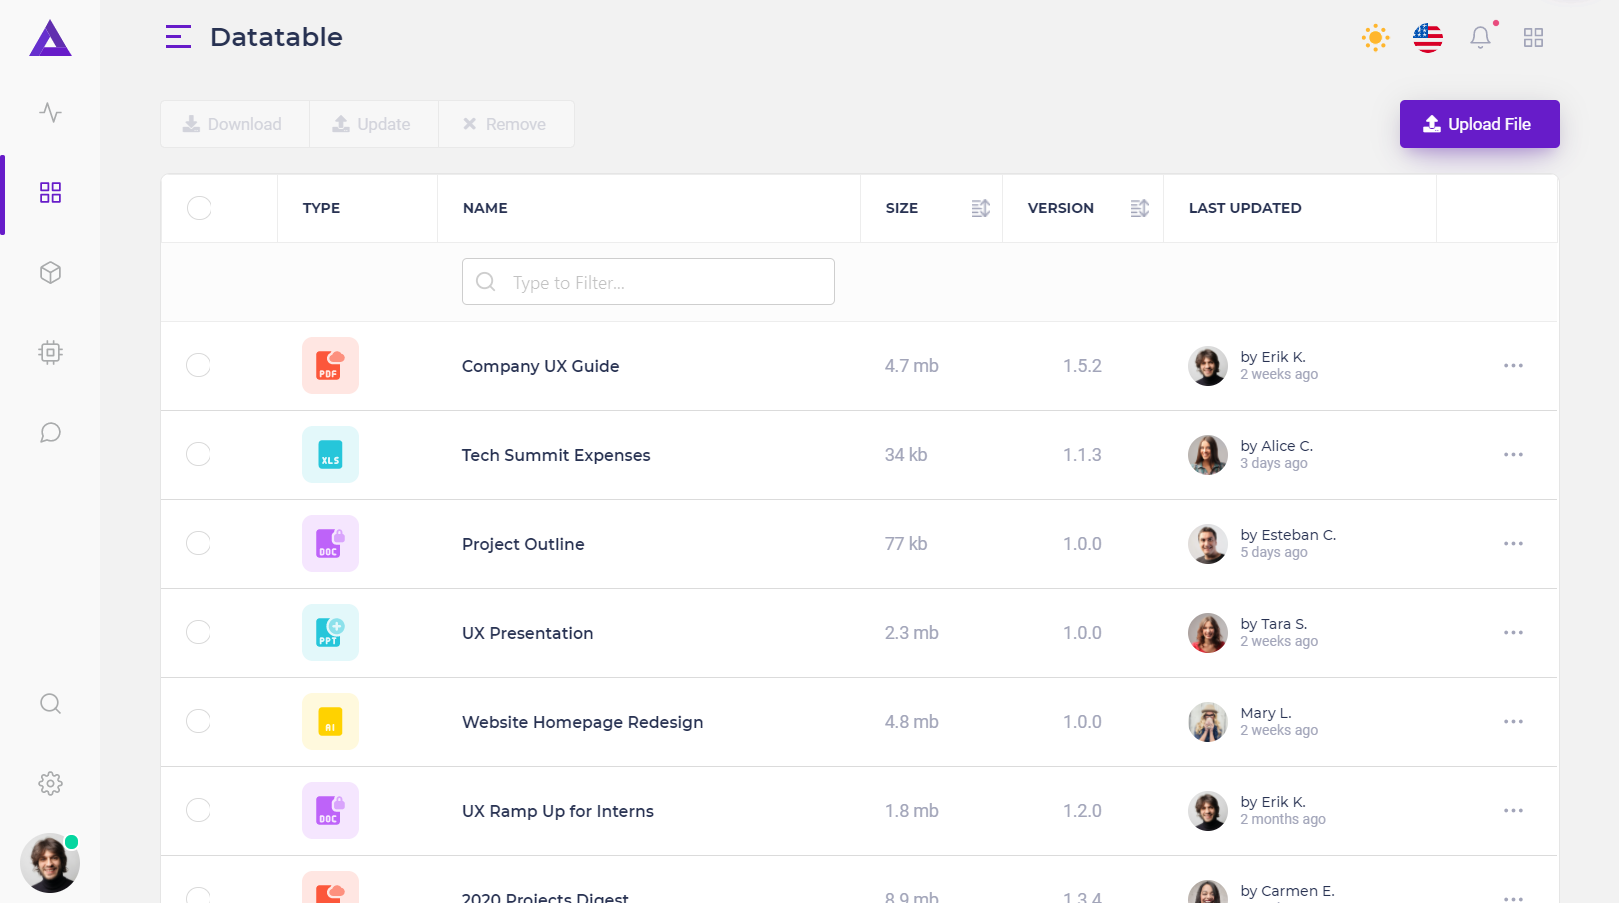 Datatable
Download Update Remove Upload File
TYPE NAME SIZE VERSION LAST UPDATED
Type to Filter...
PDF Company UX Guide 4.7 mb 1.5.2 by Erik K.
2 weeks ago
XLS Tech Summit Expenses 34 kb 1.1.3 by Alice C.
3 days ago
DOC Project Outline 77 kb 1.0.0 by Esteban C.
5 days ago
PPT UX Presentation 2.3 mb 1.0.0 by Tara S.
2 weeks ago
Ai Website Homepage Redesign 4.8 mb 1.0.0 Mary L.
2 weeks ago
DOC UX Ramp Up for Interns 1.8 mb 1.2.0 by Erik K.
2 months ago
2020 Projects Digest 8.9 mb 1.3.4 by Carmen E.